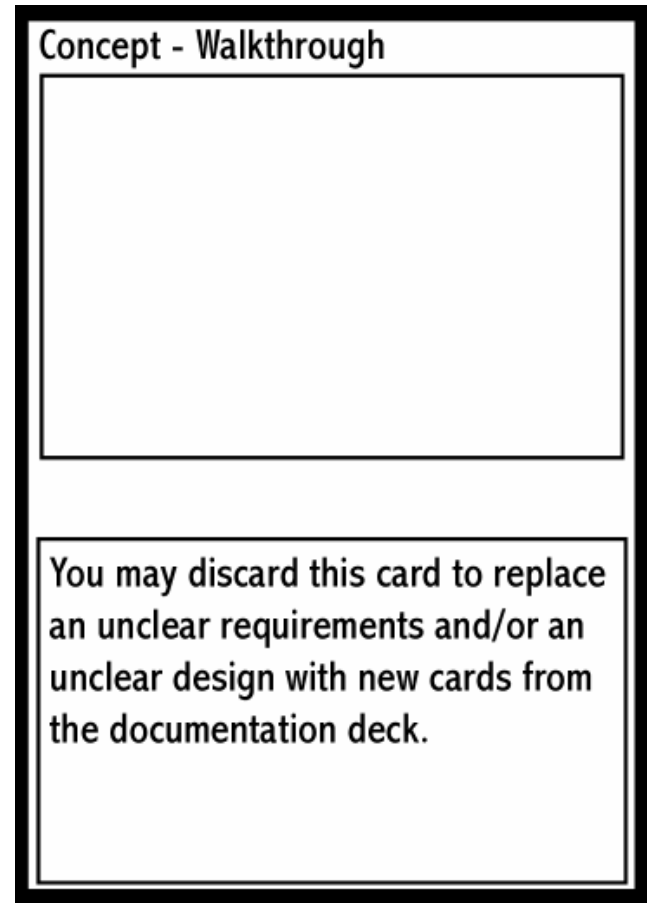 Concept - Walkthrough
You may discard this card to replace
an unclear requirements and/or an
unclear design with new cards from
the documentation deck.